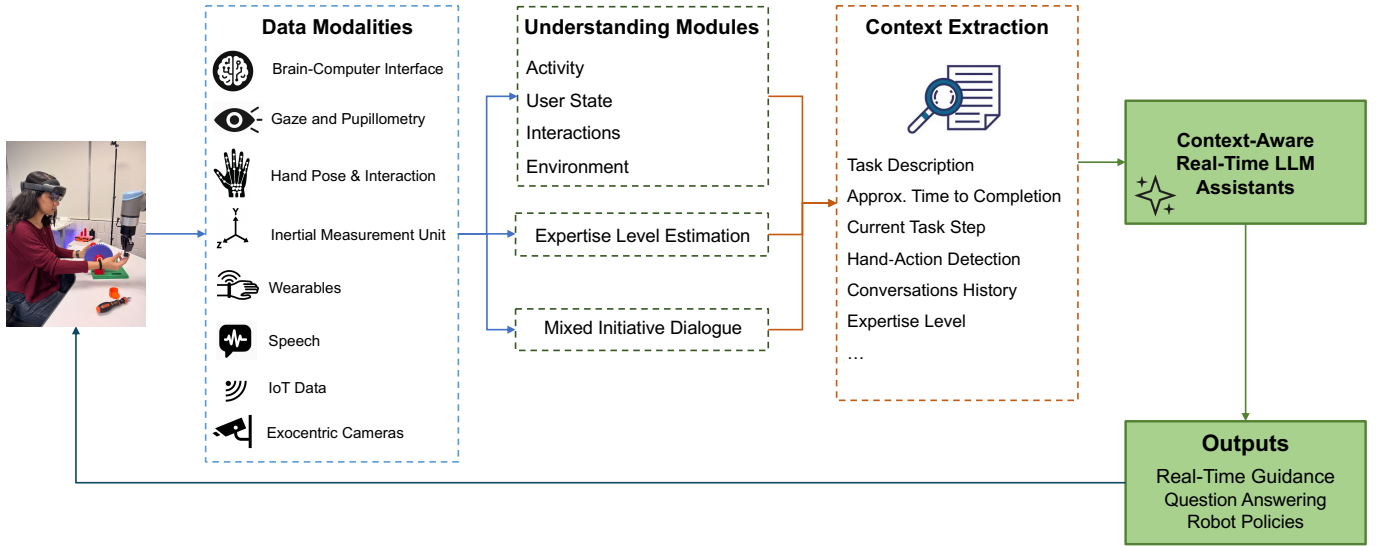 Data Modalities
Brain-Computer Interface
Gaze and Pupillometry
Hand Pose & Interaction
Y
X
Z
Inertial Measurement Unit
Wearables
Speech
IoT Data
Exocentric Cameras
Understanding Modules
Activity
User State
Interactions
Environment
Expertise Level Estimation
Mixed Initiative Dialogue
Context Extraction
Task Description
Approx. Time to Completion
Current Task Step
Hand-Action Detection
Conversations History
Expertise Level
…
Context-Aware
Real-Time LLM
Assistants
Outputs
Real-Time Guidance
Question Answering
Robot Policies